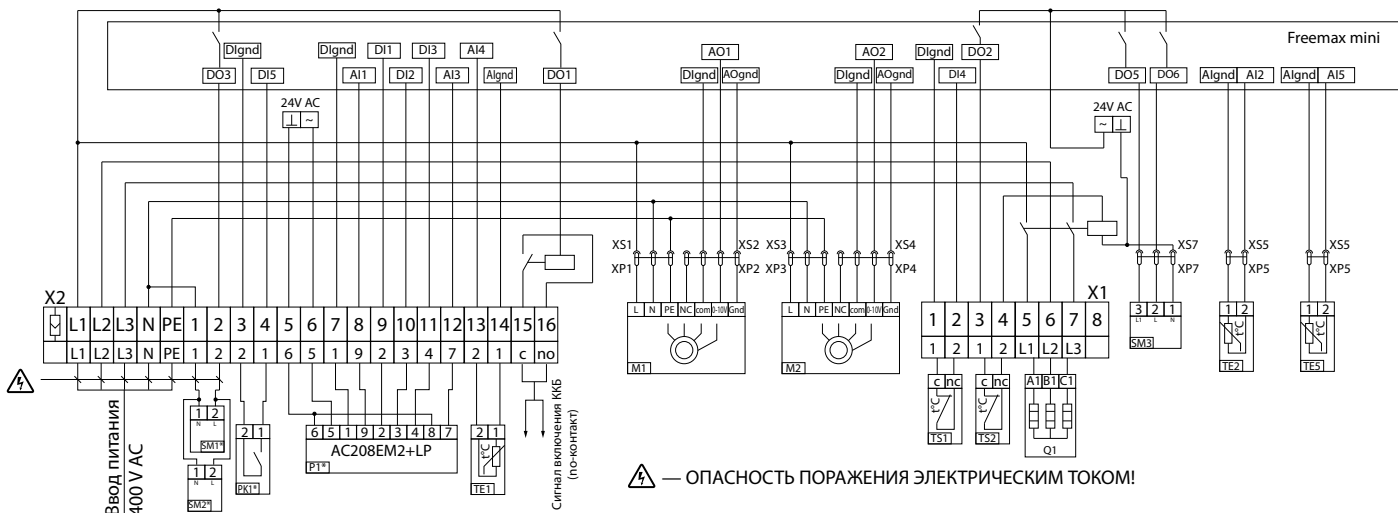 Freemax mini
DIgnd DI1 DI3 AI4 AO1 AO2 DIgnd DO2
DO3 DI5 AI1 DI2 AI3 AIgnd DO1 DIgnd AOgnd DIgnd AOgnd DI4 DO5 DO6 AIgnd AI2 AIgnd AI5
24V AC 24V AC
⊥ ~ ~ ⊥
XS1 XS2 XS3 XS4 XS7 XS5 XS5
XP1 XP2 XP3 XP4 XP7 XP5 XP5
X2 X1
L1 L2 L3 N PE 1 2 3 4 5 6 7 8 9 10 11 12 13 14 15 16
L1 L2 L3 N PE 1 2 2 1 6 5 1 9 2 3 4 7 2 1 c no
L N PE NC com 0-10V Gnd
M1
L N PE NC com 0-10V Gnd
M2
1 2 3 4 5 6 7 8
1 2 1 2 L1 L2 L3
3 2 1
L1 L N
SM3
1 2
t°C
TE2
1 2
t°C
TE5
Ввод питания
400 V AC
1 2
N L
SM1*
1 2
N L
SM2*
2 1
PK1*
6 5 1 9 2 3 4 8 7
AC208EM2+LP
P1*
2 1
t°C
TE1
Сигнал включения ККБ
(no-контакт)
c nc
t°C
TS1
c nc
t°C
TS2
A1 B1 C1
Q1
— ОПАСНОСТЬ ПОРАЖЕНИЯ ЭЛЕКТРИЧЕСКИМ ТОКОМ!